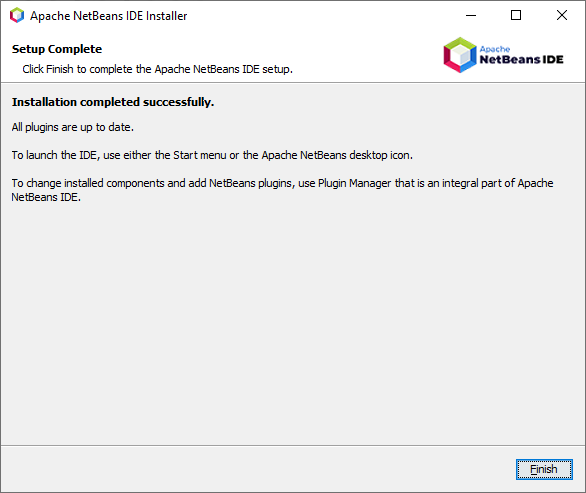 Apache NetBeans IDE Installer
Setup Complete
Click Finish to complete the Apache NetBeans IDE setup.
Apache
NetBeans IDE
Installation completed successfully.
All plugins are up to date.
To launch the IDE, use either the Start menu or the Apache NetBeans desktop icon.
To change installed components and add NetBeans plugins, use Plugin Manager that is an integral part of Apache
NetBeans IDE.
Finish